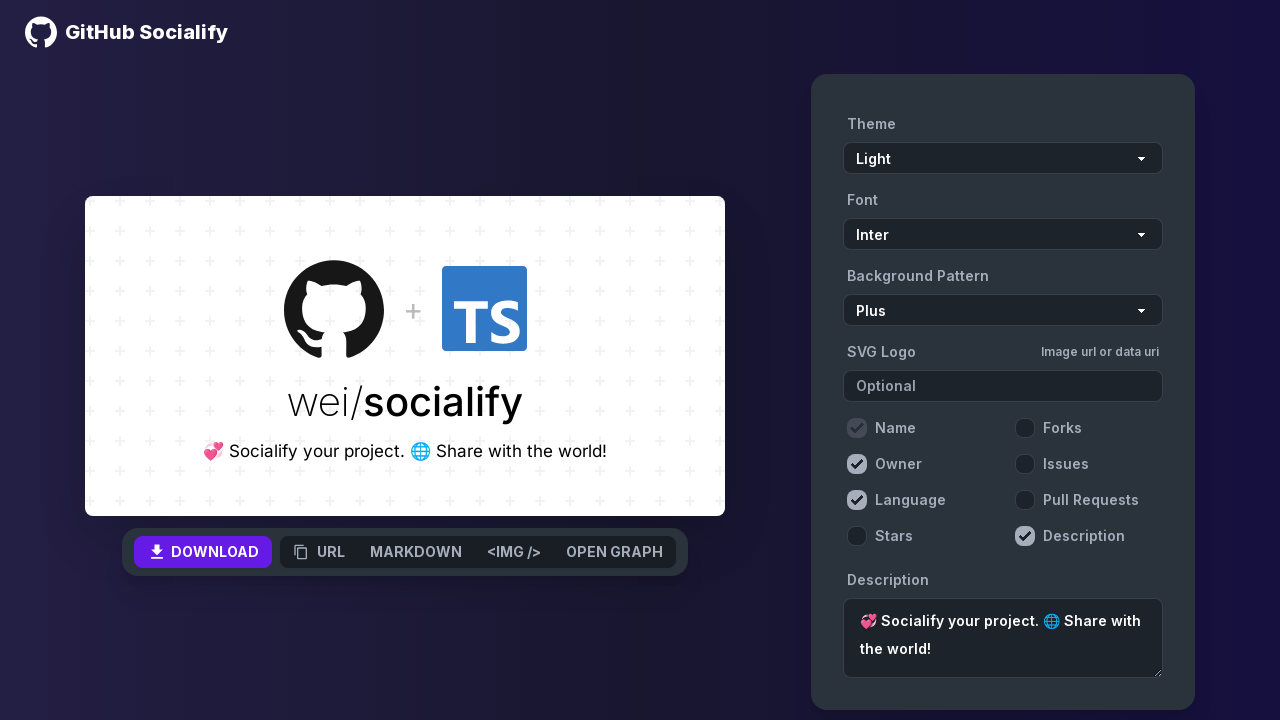 GitHub Socialify
Theme
Light
Font
Inter
Background Pattern
Plus
SVG Logo
Image url or data uri
Optional
Name
Forks
Owner
Issues
Language
Pull Requests
Stars
Description
Description
💞 Socialify your project. 🌐 Share with
the world!
+
TS
wei/socialify
💞 Socialify your project. 🌐 Share with the world!
DOWNLOAD
URL
MARKDOWN
<IMG />
OPEN GRAPH